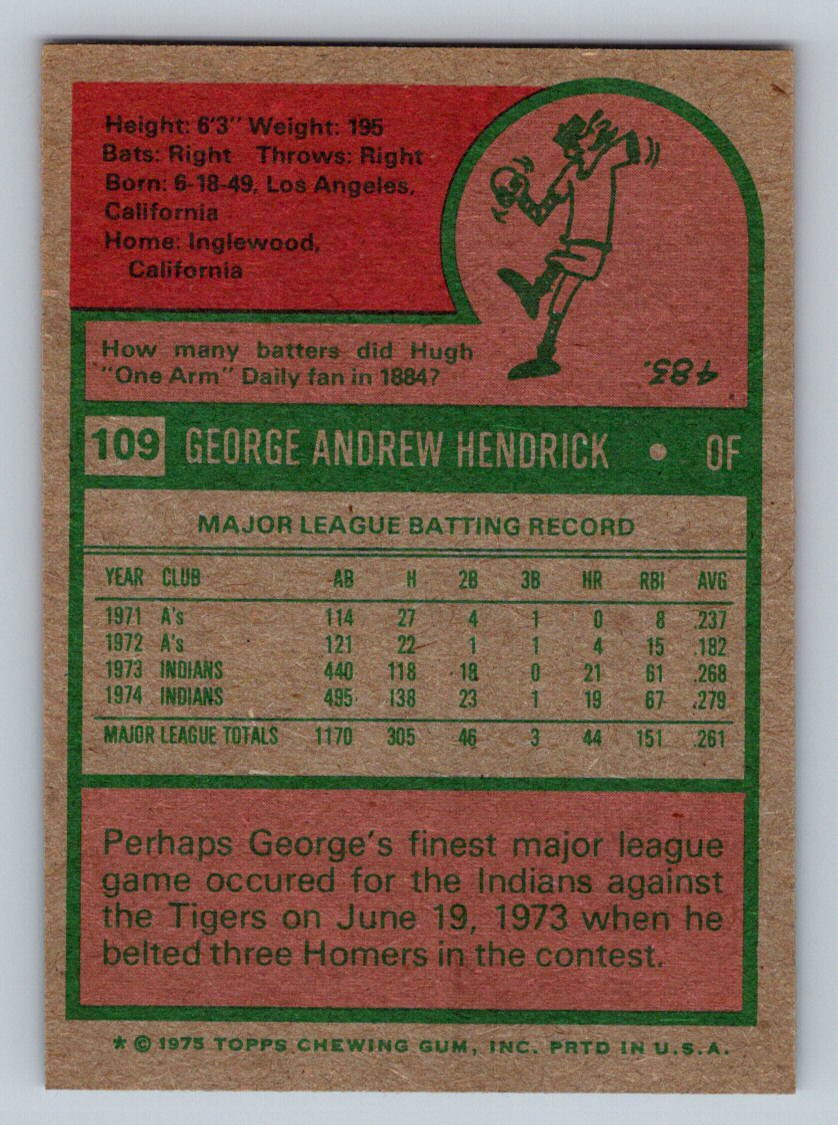 Height: 6'3" Weight: 195
Bats: Right Throws: Right
Born: 6-18-49, Los Angeles,
California
Home: Inglewood,
California
How many batters did Hugh
"One Arm" Daily fan in 1884?
483.
109 GEORGE ANDREW HENDRICK • OF
MAJOR LEAGUE BATTING RECORD
YEAR CLUB AB H 2B 3B HR RBI AVG
1971 A's 114 27 4 1 0 8 .237
1972 A's 121 22 1 1 4 15 .182
1973 INDIANS 440 118 18 0 21 61 .268
1974 INDIANS 495 138 23 1 19 67 .279
MAJOR LEAGUE TOTALS 1170 305 46 3 44 151 .261
Perhaps George's finest major league
game occured for the Indians against
the Tigers on June 19, 1973 when he
belted three Homers in the contest.
* © 1975 TOPPS CHEWING GUM, INC. PRTD IN U.S.A.